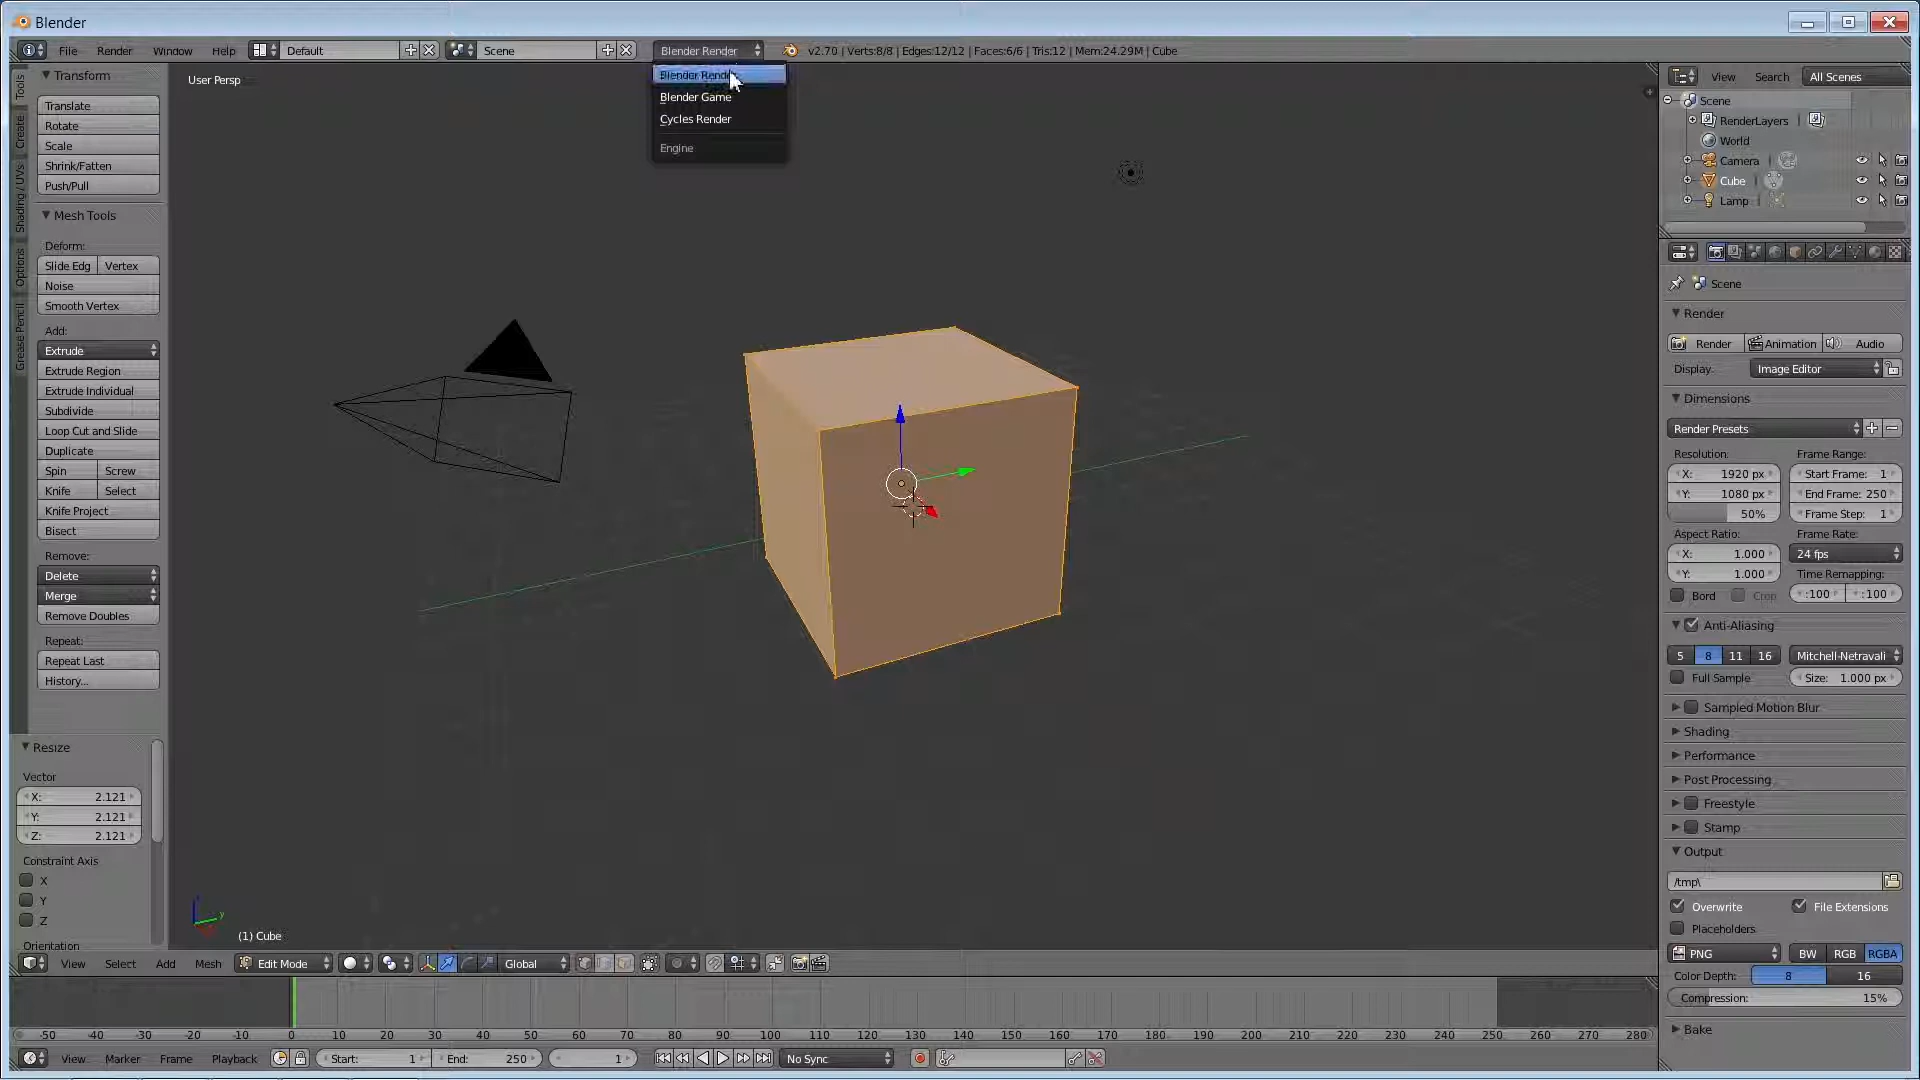 Blender
File Render Window Help Default Scene Blender Render v2.70 | Verts:8/8 | Edges:12/12 | Faces:6/6 | Tris:12 | Mem:24.29M | Cube
Blender Render
Blender Game
Cycles Render
Engine
User Persp
Tools
Create
Shading / UVs
Options
Grease Pencil
Transform
Translate
Rotate
Scale
Shrink/Fatten
Push/Pull
Mesh Tools
Deform:
Slide Edg Vertex
Noise
Smooth Vertex
Add:
Extrude
Extrude Region
Extrude Individual
Subdivide
Loop Cut and Slide
Duplicate
Spin Screw
Knife Select
Knife Project
Bisect
Remove:
Delete
Merge
Remove Doubles
Repeat:
Repeat Last
History...
Resize
Vector
X: 2.121
Y: 2.121
Z: 2.121
Constraint Axis
X
Y
Z
Orientation
(1) Cube
View Select Add Mesh Edit Mode Global
-50 -40 -30 -20 -10 0 10 20 30 40 50 60 70 80 90 100 110 120 130 140 150 160 170 180 190 200 210 220 230 240 250 260 270 280
View Marker Frame Playback Start: 1 End: 250 1 No Sync
View Search All Scenes
Scene
RenderLayers |
World
Camera |
Cube |
Lamp |
Scene
Render
Render Animation Audio
Display: Image Editor
Dimensions
Render Presets
Resolution: Frame Range:
X: 1920 px Start Frame: 1
Y: 1080 px End Frame: 250
50% Frame Step: 1
Aspect Ratio: Frame Rate:
X: 1.000 24 fps
Y: 1.000 Time Remapping:
Bord Crop :100 :100
Anti-Aliasing
5 8 11 16 Mitchell-Netravali
Full Sample Size: 1.000 px
Sampled Motion Blur
Shading
Performance
Post Processing
Freestyle
Stamp
Output
/tmp\
Overwrite File Extensions
Placeholders
PNG BW RGB RGBA
Color Depth: 8 16
Compression: 15%
Bake